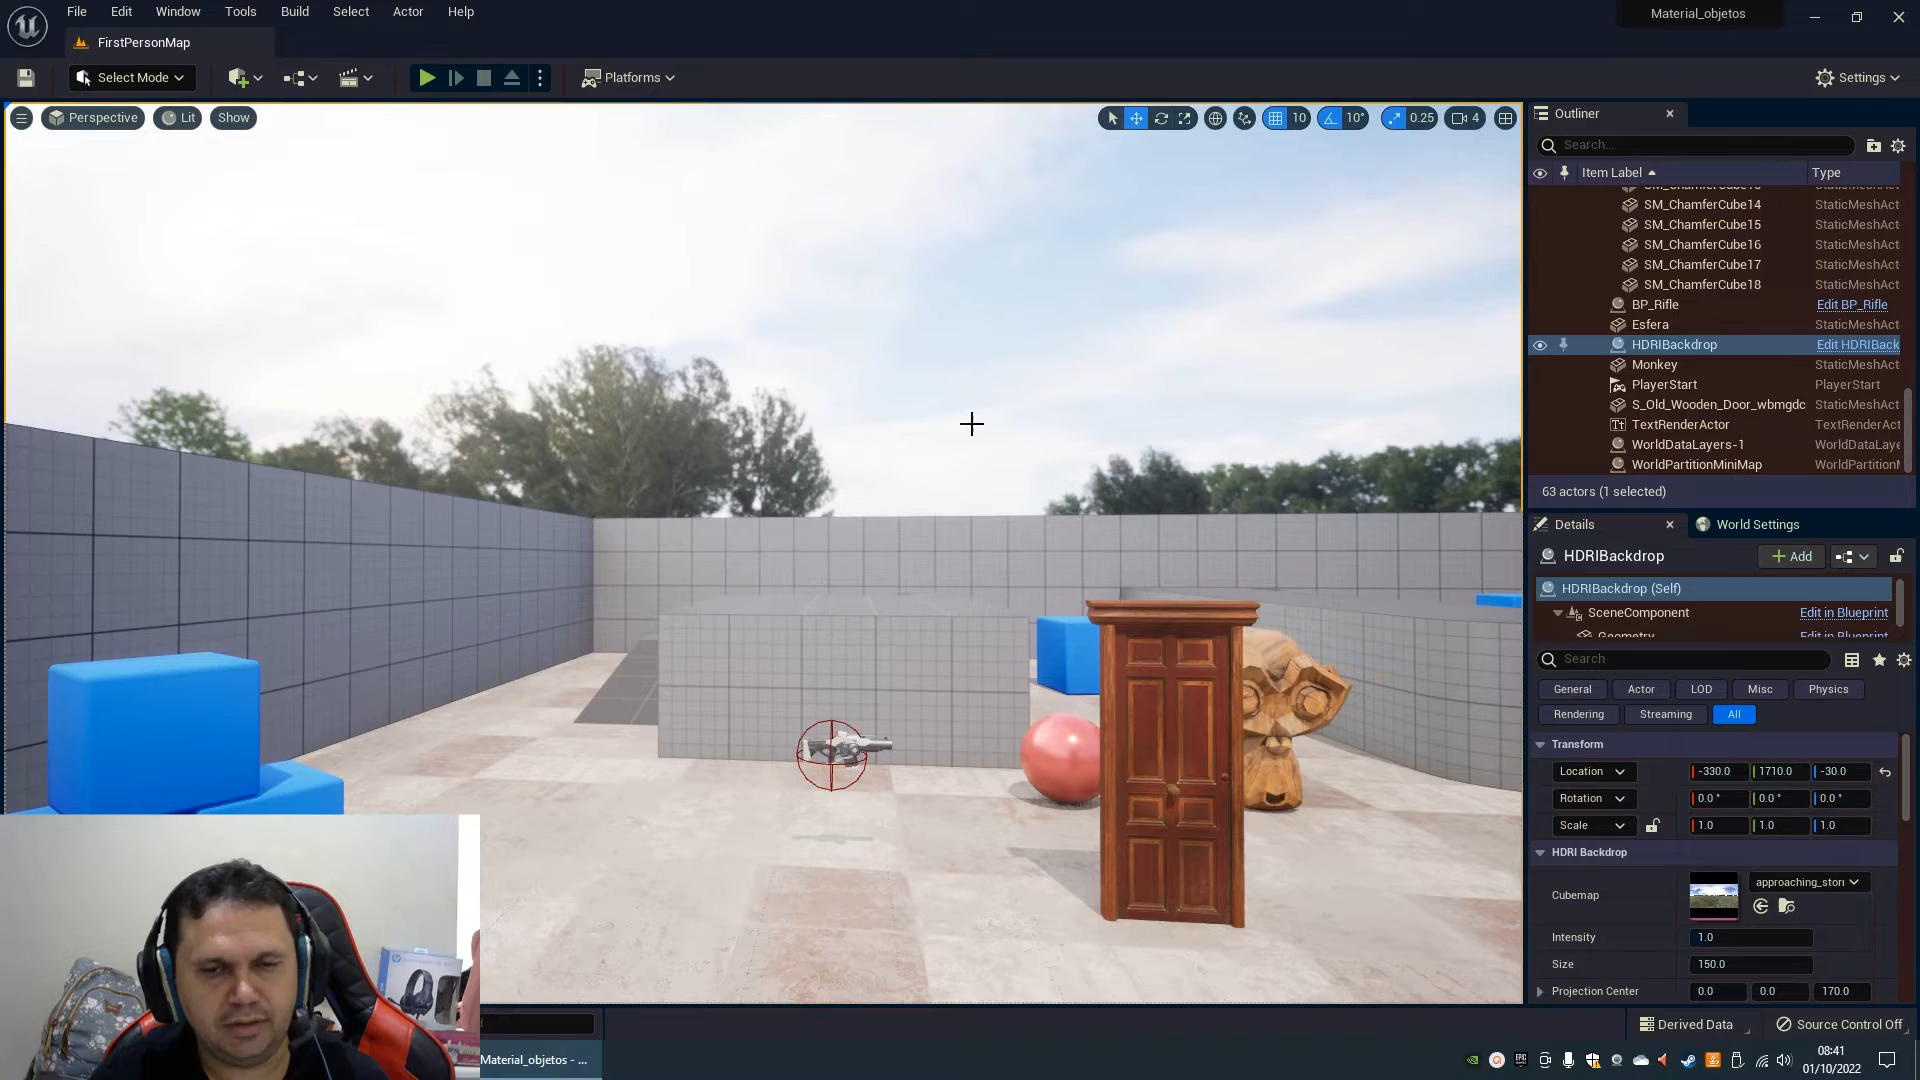 File Edit Window Tools Build Select Actor Help
Material_objetos
FirstPersonMap
Select Mode
Platforms
Settings
Perspective Lit Show
10 10° 0.25 4
Outliner
Search...
Item Label Type
SM_ChamferCube14 StaticMeshAct
SM_ChamferCube15 StaticMeshAct
SM_ChamferCube16 StaticMeshAct
SM_ChamferCube17 StaticMeshAct
SM_ChamferCube18 StaticMeshAct
BP_Rifle Edit BP_Rifle
Esfera StaticMeshAct
HDRIBackdrop Edit HDRIBack
Monkey StaticMeshAct
PlayerStart PlayerStart
S_Old_Wooden_Door_wbmgdc StaticMeshAct
TextRenderActor TextRenderAct
WorldDataLayers-1 WorldDataLaye
WorldPartitionMiniMap WorldPartition
63 actors (1 selected)
Details World Settings
HDRIBackdrop Add
HDRIBackdrop (Self)
SceneComponent Edit in Blueprint
Geometry Edit in Blueprint
Search
General Actor LOD Misc Physics
Rendering Streaming All
Transform
Location -330.0 1710.0 -30.0
Rotation 0.0 ° 0.0 ° 0.0 °
Scale 1.0 1.0 1.0
HDRI Backdrop
Cubemap approaching_stor
Intensity 1.0
Size 150.0
Projection Center 0.0 0.0 170.0
Derived Data Source Control Off
Material_objetos - ...
08:41
01/10/2022